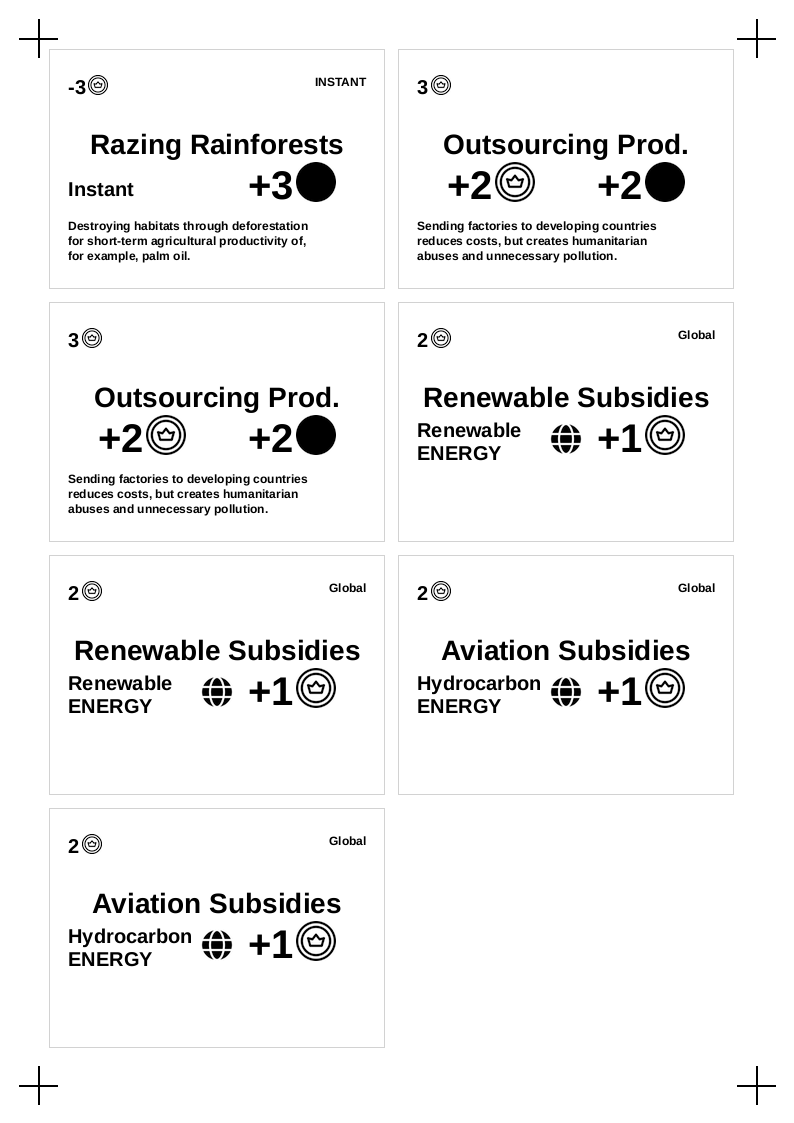 -3
INSTANT
Razing Rainforests
Instant
+3
Destroying habitats through deforestation
for short-term agricultural productivity of,
for example, palm oil.
3
Outsourcing Prod.
+2 +2
Sending factories to developing countries
reduces costs, but creates humanitarian
abuses and unnecessary pollution.
3
Outsourcing Prod.
+2 +2
Sending factories to developing countries
reduces costs, but creates humanitarian
abuses and unnecessary pollution.
2
Global
Renewable Subsidies
Renewable
ENERGY
+1
2
Global
Renewable Subsidies
Renewable
ENERGY
+1
2
Global
Aviation Subsidies
Hydrocarbon
ENERGY
+1
2
Global
Aviation Subsidies
Hydrocarbon
ENERGY
+1